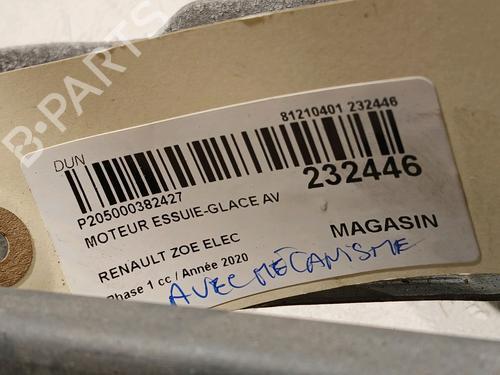 B-PARTS
DUN
81210401 232446
P205000382427
232446
MOTEUR ESSUIE-GLACE AV
MAGASIN
RENAULT ZOE ELEC
Phase 1 cc / Année 2020
AVEC MÉCANISME